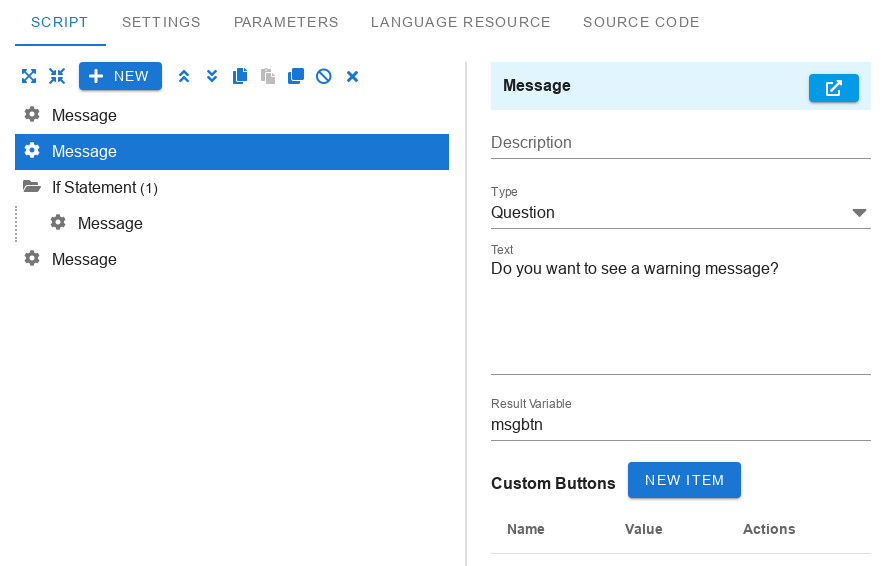 SCRIPT SETTINGS PARAMETERS LANGUAGE RESOURCE SOURCE CODE
NEW
Message
Message
If Statement (1)
Message
Message
Message
Description
Type
Question
Text
Do you want to see a warning message?
Result Variable
msgbtn
Custom Buttons NEW ITEM
Name Value Actions